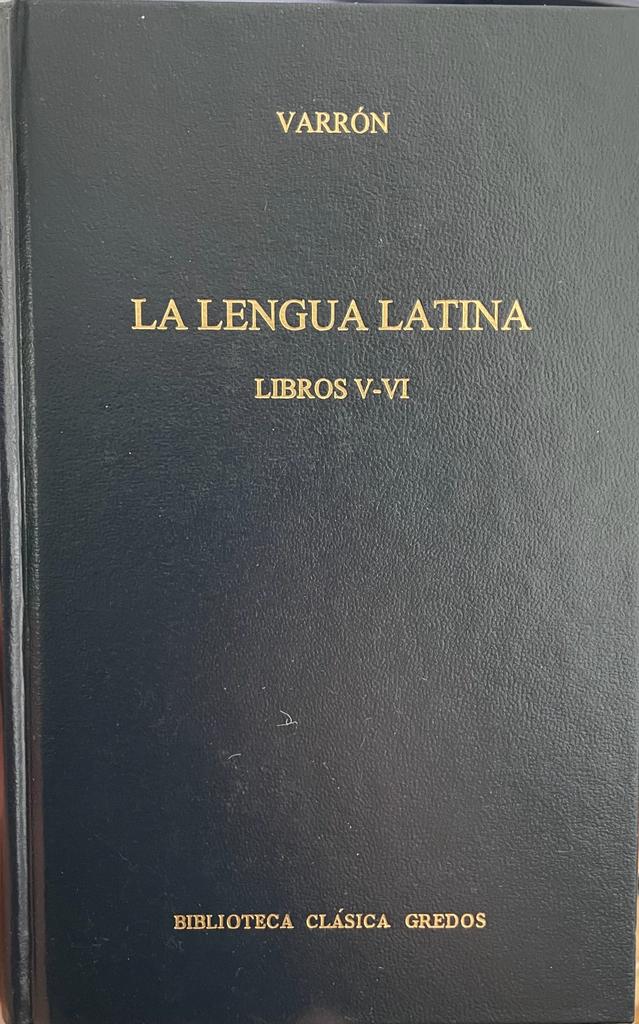 VARRÓN
LA LENGUA LATINA
LIBROS V-VI
BIBLIOTECA CLÁSICA GREDOS